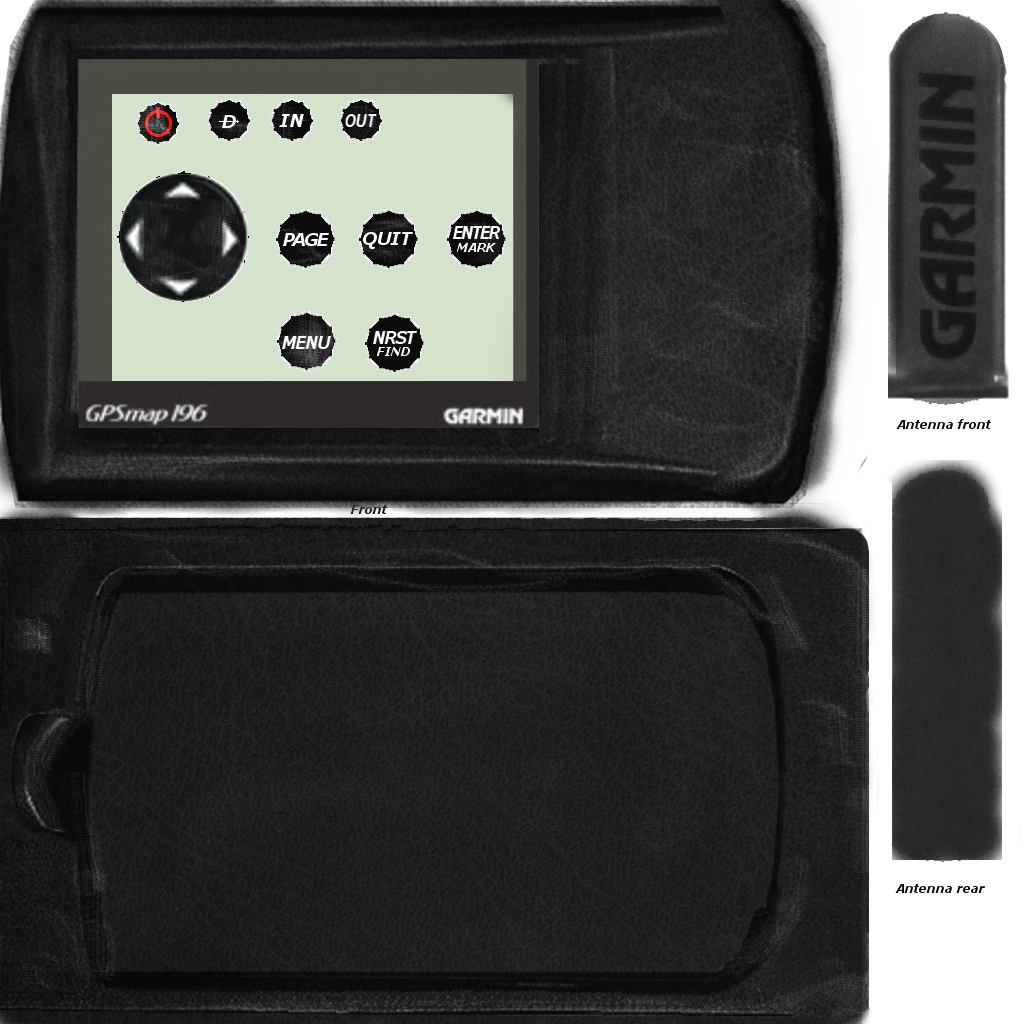 D
IN
OUT
PAGE
QUIT
ENTER
MARK
MENU
NRST
FIND
GPSmap 196
GARMIN
Front
GARMIN
Antenna front
Antenna rear